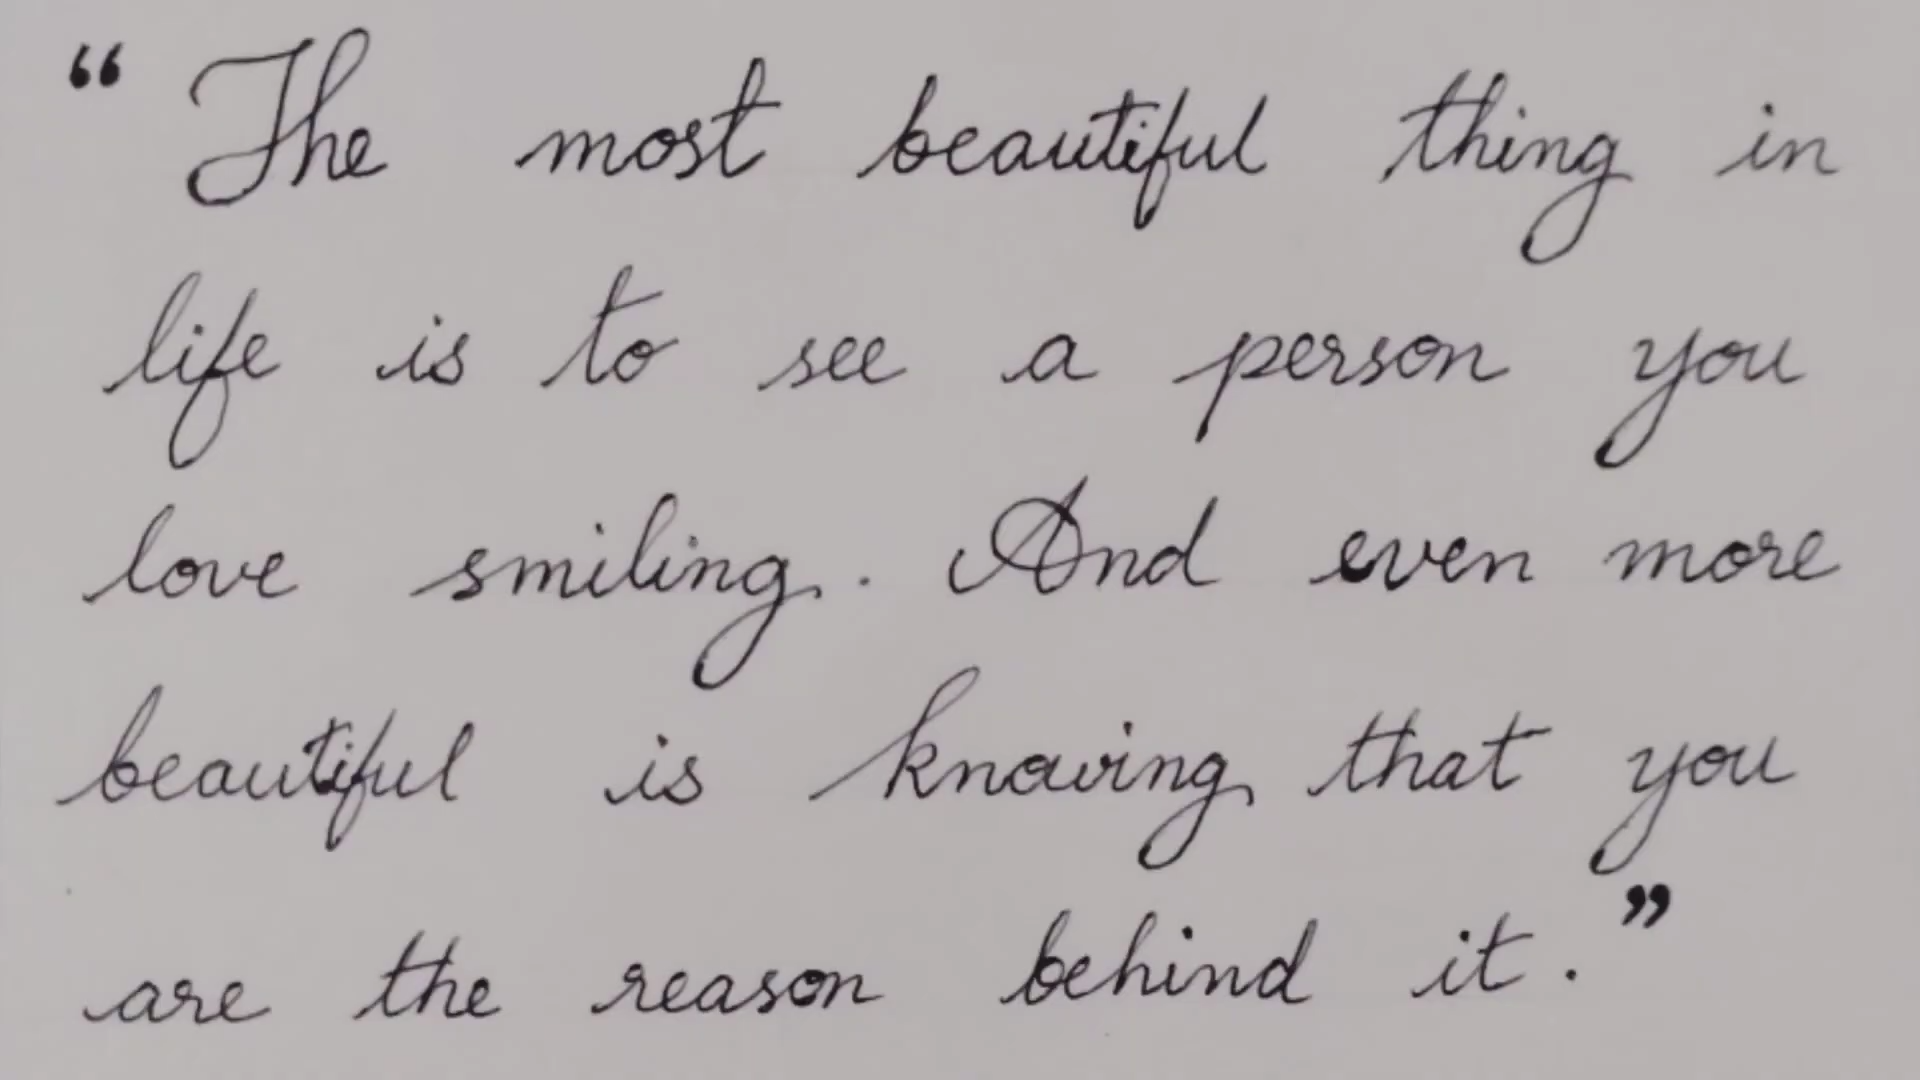 “The most beautiful thing in
life is to see a person you
love smiling. And even more
beautiful is knowing that you
are the reason behind it.”